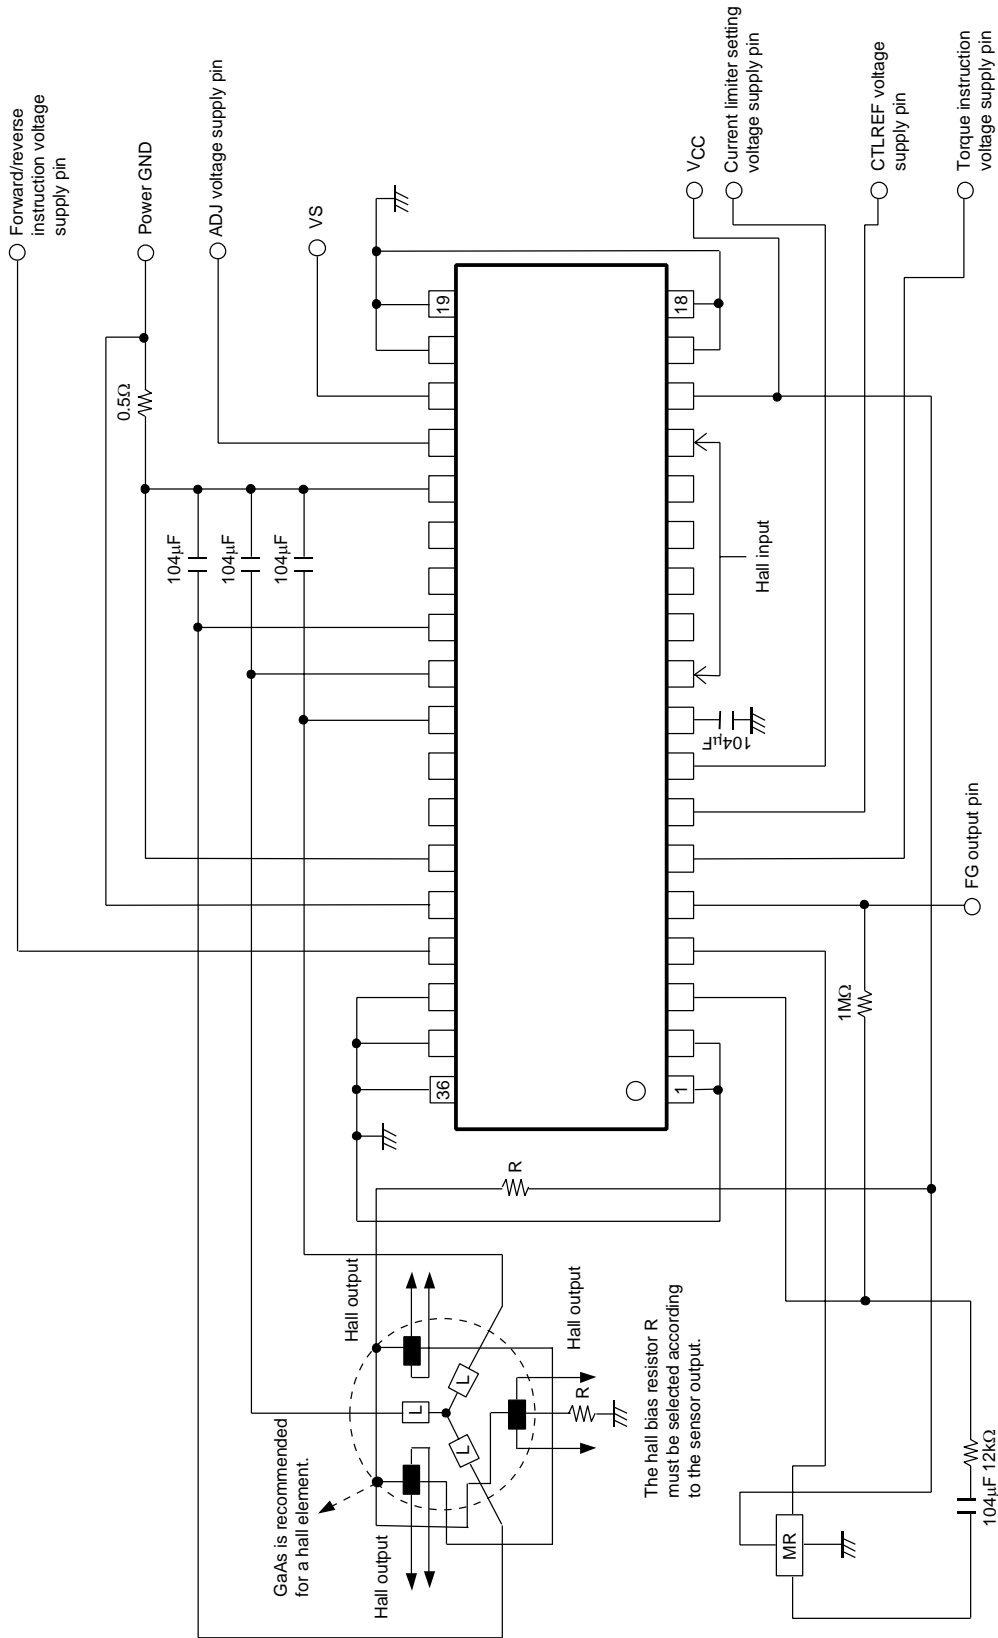 Forward/reverse
instruction voltage
supply pin
Power GND
ADJ voltage supply pin
VS
VCC
Current limiter setting
voltage supply pin
CTLREF voltage
supply pin
Torque instruction
voltage supply pin
0.5Ω
19
18
104µF
104µF
104µF
Hall input
104µF
FG output pin
1MΩ
36
1
R
Hall output
Hall output
L
L
L
R
GaAs is recommended
for a hall element.
Hall output
The hall bias resistor R
must be selected according
to the sensor output.
MR
104µF 12kΩ